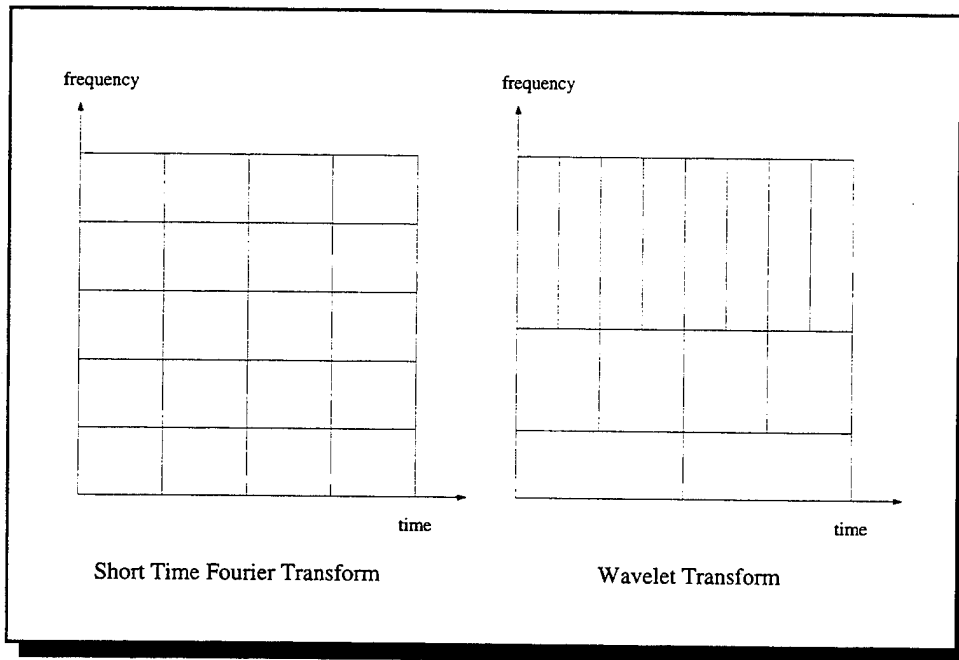 frequency
time
Short Time Fourier Transform
frequency
time
Wavelet Transform